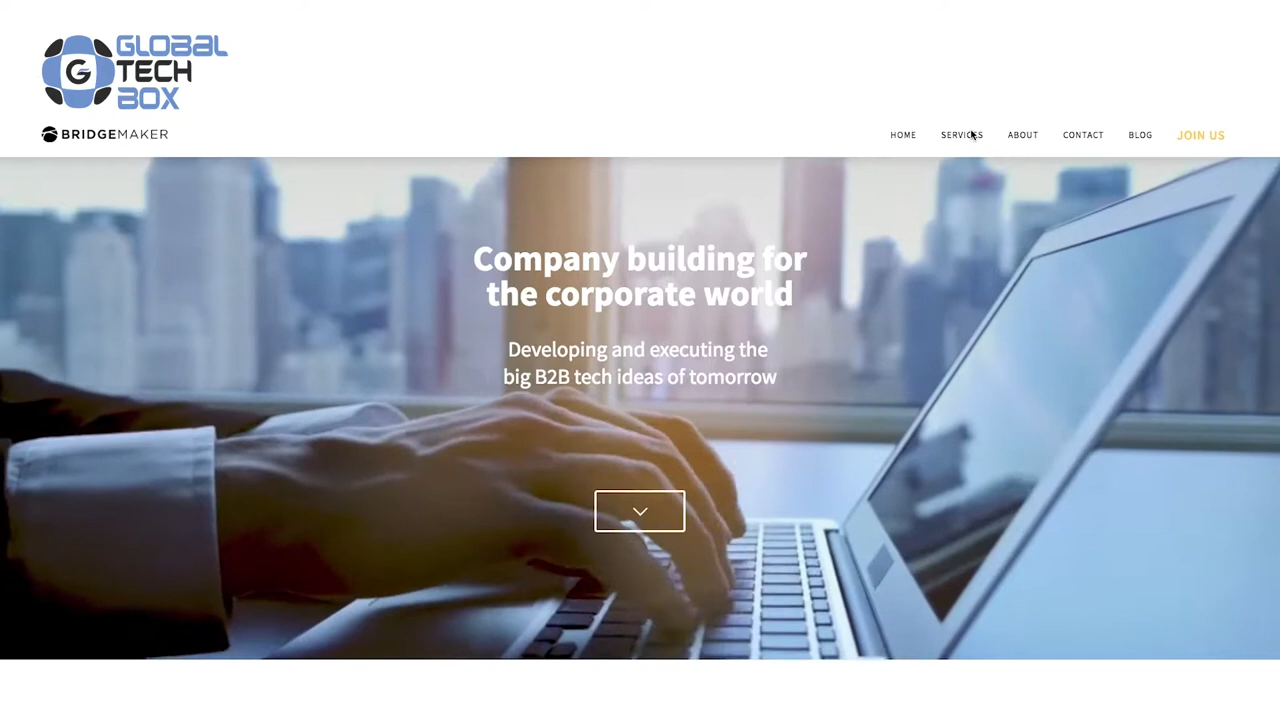 GLOBAL
TECH
BOX
BRIDGEMAKER
HOME SERVICES ABOUT CONTACT BLOG JOIN US
Company building for
the corporate world
Developing and executing the
big B2B tech ideas of tomorrow